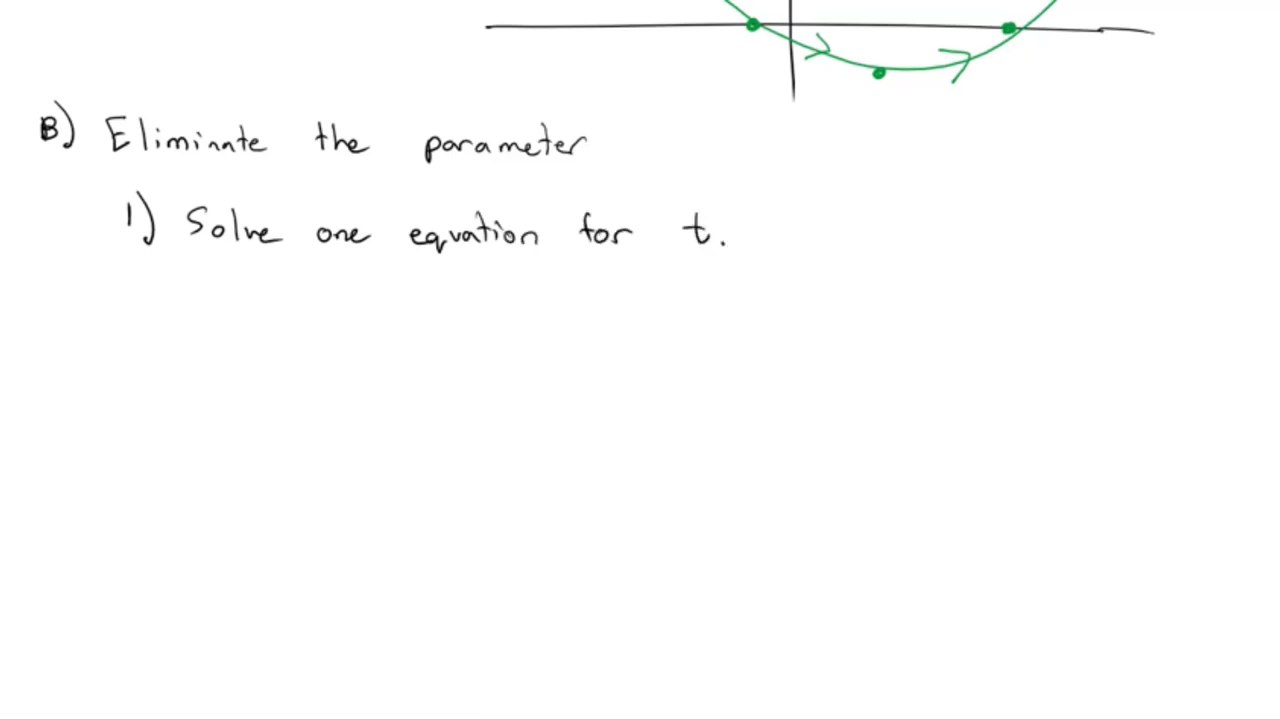 B) Eliminate the parameter
1) Solve one equation for t.